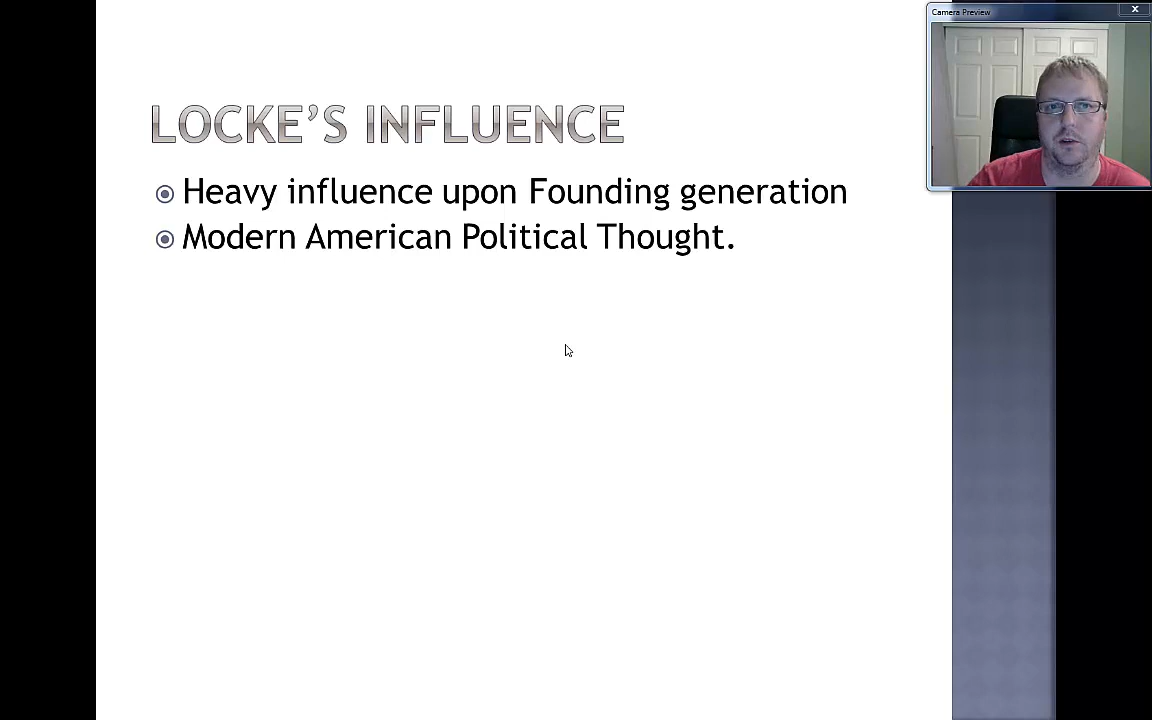 Camera Preview
LOCKE'S INFLUENCE
Heavy influence upon Founding generation
Modern American Political Thought.